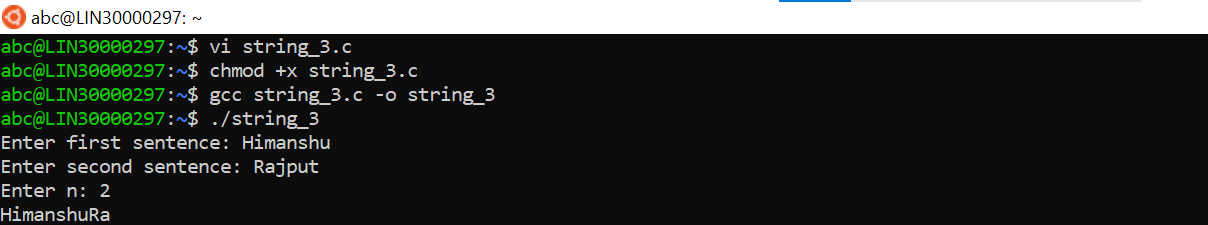 abc@LIN30000297: ~
abc@LIN30000297:~$ vi string_3.c
abc@LIN30000297:~$ chmod +x string_3.c
abc@LIN30000297:~$ gcc string_3.c -o string_3
abc@LIN30000297:~$ ./string_3
Enter first sentence: Himanshu
Enter second sentence: Rajput
Enter n: 2
HimanshuRa